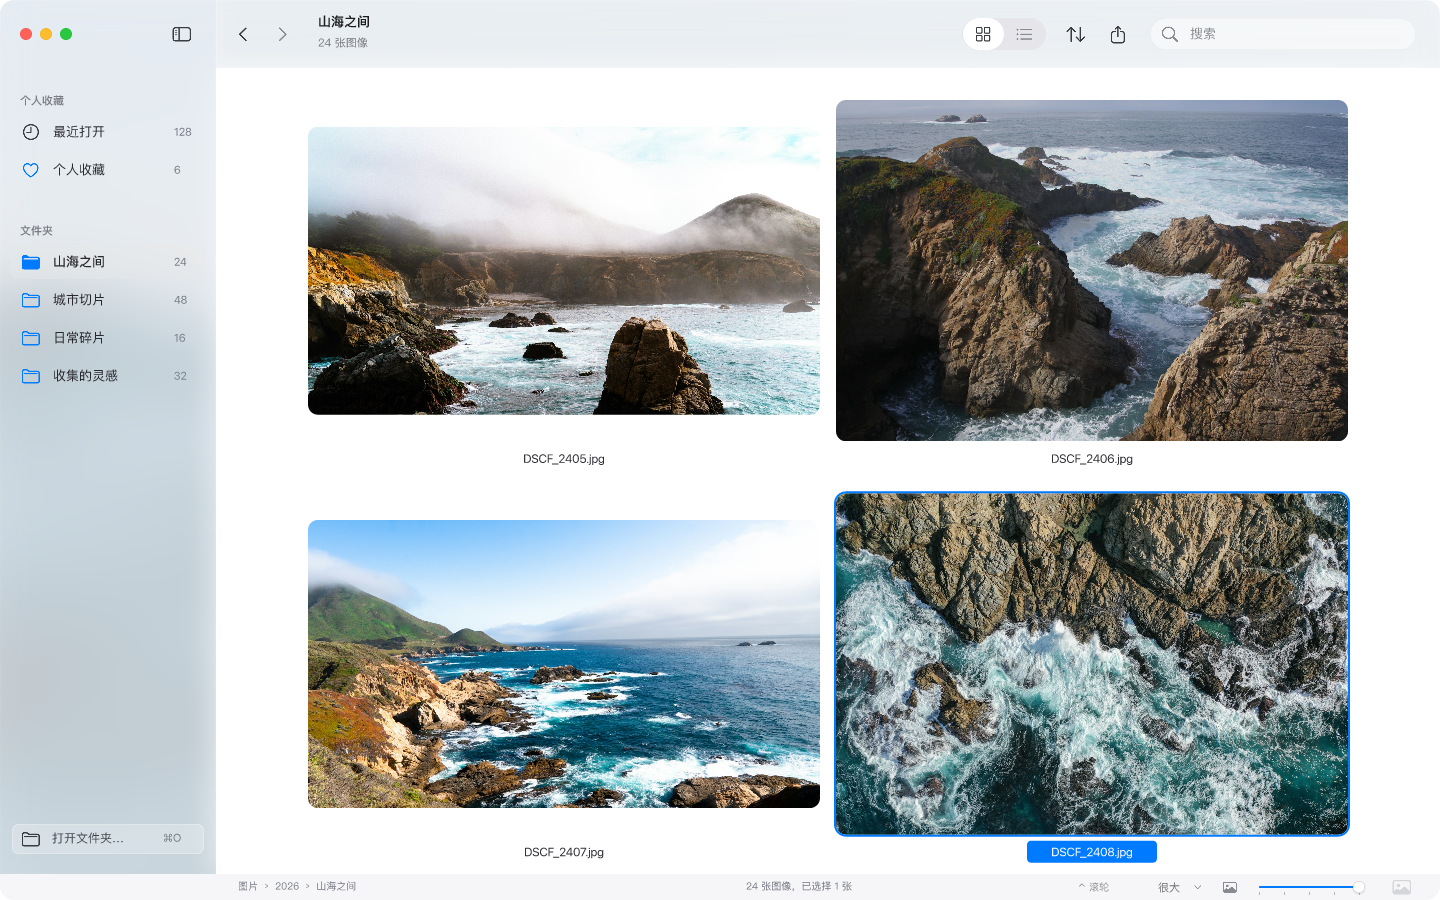 山海之间
24 张图像
搜索
个人收藏
最近打开 128
个人收藏 6
文件夹
山海之间 24
城市切片 48
日常碎片 16
收集的灵感 32
打开文件夹... ⌘O
DSCF_2405.jpg
DSCF_2406.jpg
DSCF_2407.jpg
DSCF_2408.jpg
图片 › 2026 › 山海之间
24 张图像，已选择 1 张
⌃ 滚轮
很大